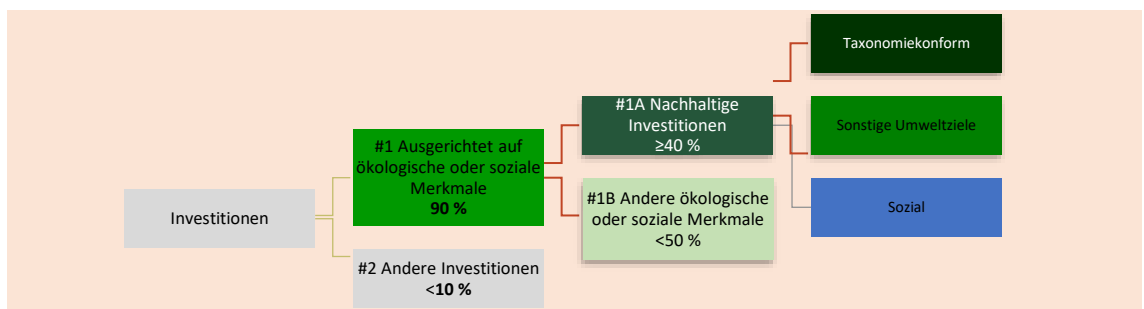 Investitionen
#1 Ausgerichtet auf
ökologische oder soziale
Merkmale
90 %
#2 Andere Investitionen
<10 %
#1A Nachhaltige
Investitionen
≥40 %
#1B Andere ökologische
oder soziale Merkmale
<50 %
Taxonomiekonform
Sonstige Umweltziele
Sozial